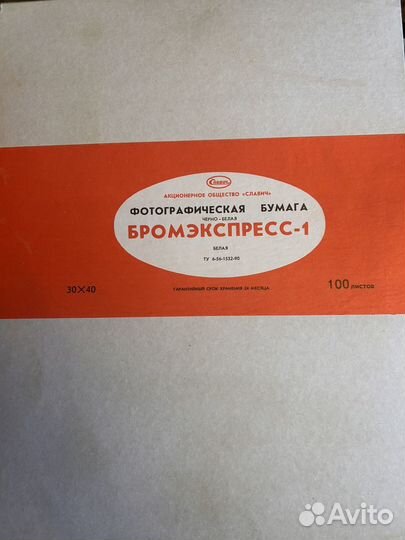 Славич
АКЦИОНЕРНОЕ ОБЩЕСТВО «СЛАВИЧ»
ФОТОГРАФИЧЕСКАЯ БУМАГА
ЧЕРНО-БЕЛАЯ
БРОМЭКСПРЕСС-1
БЕЛАЯ
ТУ 6-56-1532-90
30×40
ГАРАНТИЙНЫЙ СРОК ХРАНЕНИЯ 24 МЕСЯЦА
100 ЛИСТОВ
Avito